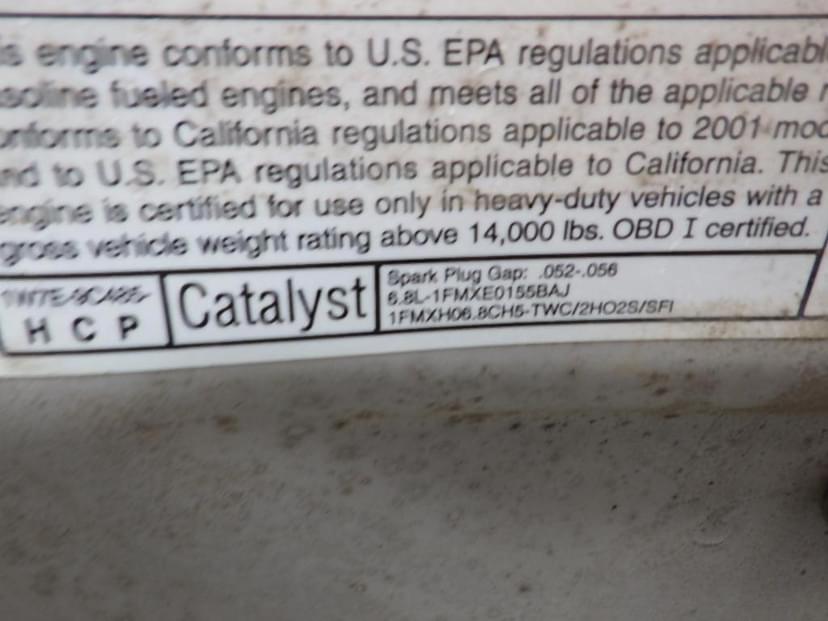 is engine conforms to U.S. EPA regulations applicabl
soline fueled engines, and meets all of the applicable r
onforms to California regulations applicable to 2001 mod
nd to U.S. EPA regulations applicable to California. This
engine is certified for use only in heavy-duty vehicles with a
gross vehicle weight rating above 14,000 lbs. OBD I certified.
H C P
Catalyst
Spark Plug Gap: .052-.056
6.8L-1FMXE0155BAJ
1FMXH06.8CH5-TWC/2HO2S/SFI